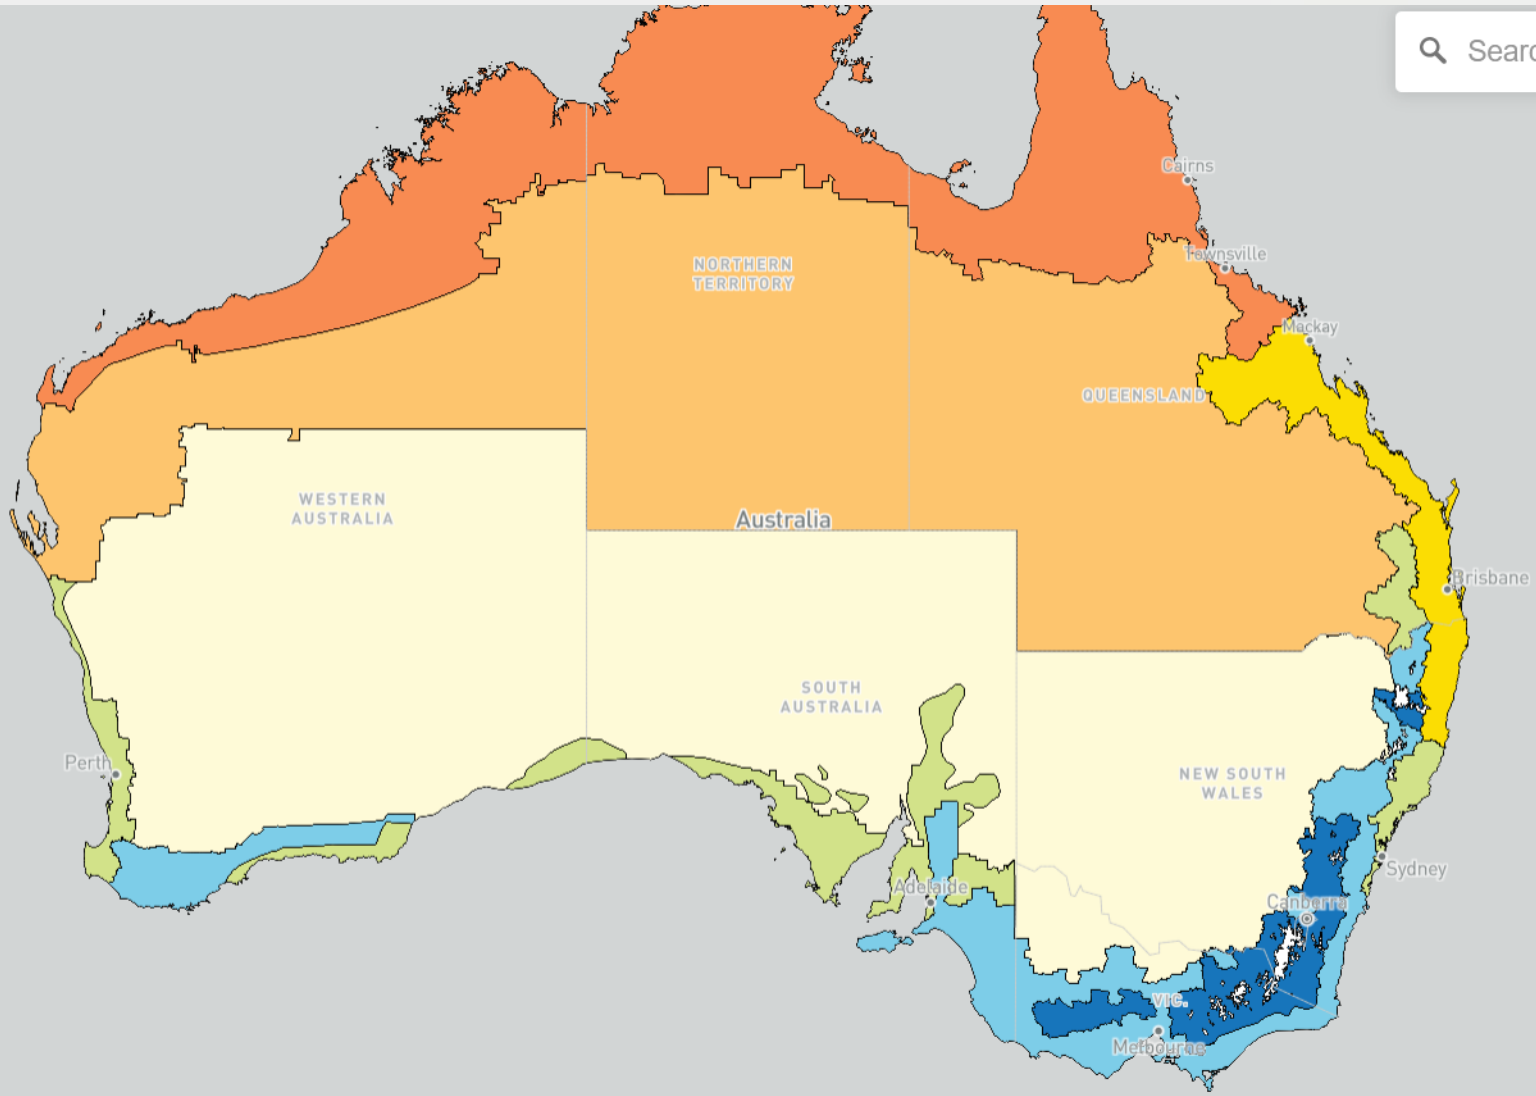 Searc
Cairns
Townsville
NORTHERN
TERRITORY
Mackay
QUEENSLAND
WESTERN
AUSTRALIA
Australia
Brisbane
SOUTH
AUSTRALIA
Perth
NEW SOUTH
WALES
Sydney
Adelaide
Canberra
VIC.
Melbourne